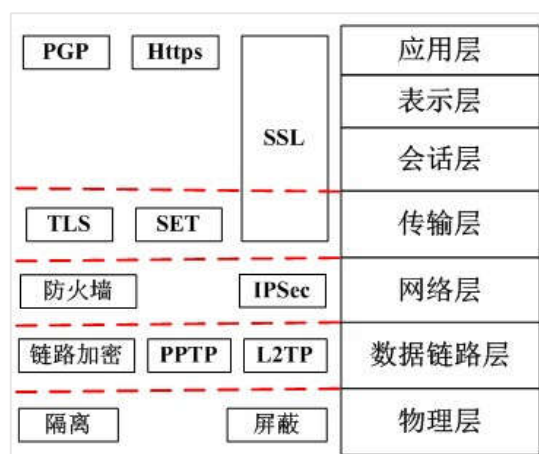 PGP Https 应用层
表示层
SSL
会话层
TLS SET 传输层
防火墙 IPSec 网络层
链路加密 PPTP L2TP 数据链路层
隔离 屏蔽 物理层